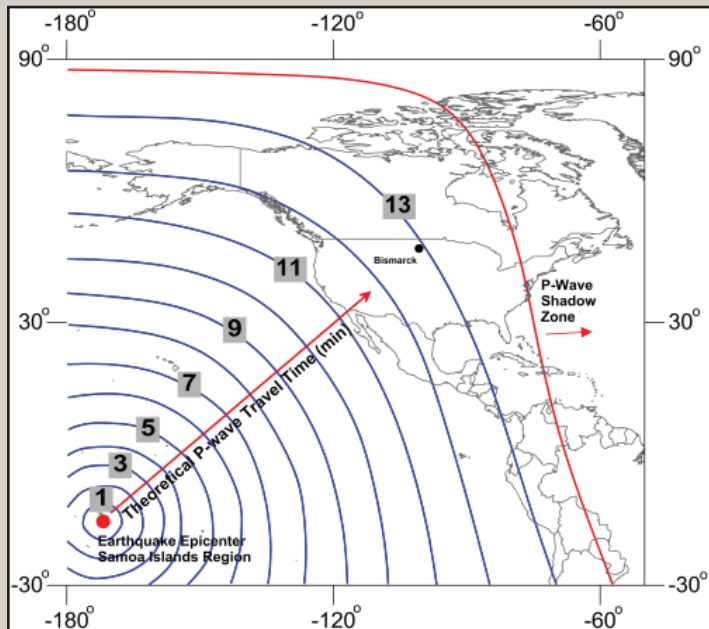 -180° -120° -60°
90° 90°
13
Bismarck
11
P-Wave
Shadow
Zone
30° 30°
9
Theoretical P-wave Travel Time (min)
7
5
3
1
Earthquake Epicenter
Samoa Islands Region
-30° -30°
-180° -120° -60°